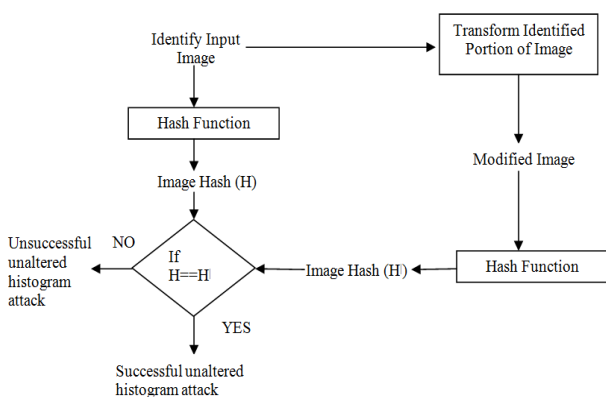 Identify Input
Image
Transform Identified
Portion of Image
Hash Function
Modified Image
Image Hash (H)
Hash Function
Image Hash (H|)
If
H==H|
NO
Unsuccessful
unaltered
histogram
attack
YES
Successful unaltered
histogram attack